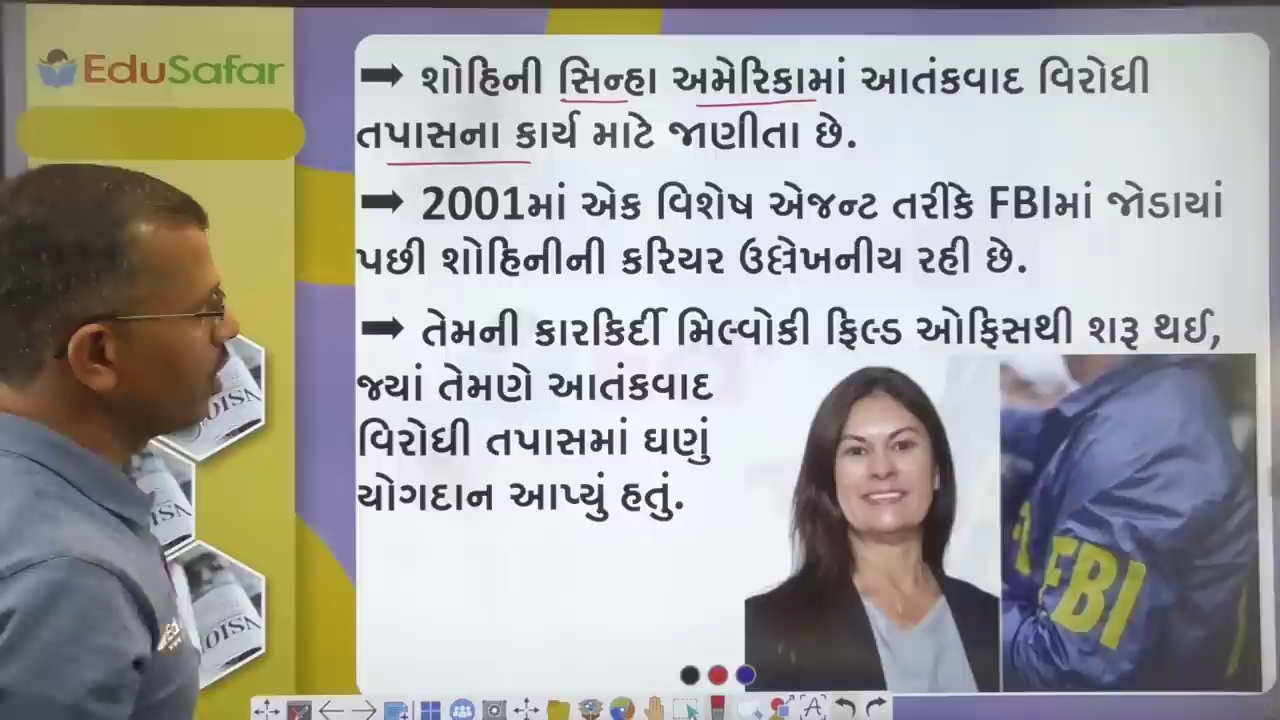 EduSafar
➡ શોહિની સિન્હા અમેરિકામાં આતંકવાદ વિરોધી
તપાસના કાર્ય માટે જાણીતા છે.
➡ 2001માં એક વિશેષ એજન્ટ તરીકે FBIમાં જોડાયાં
પછી શોહિનીની કરિયર ઉલ્લેખનીય રહી છે.
➡ તેમની કારકિર્દી મિલ્વોકી ફિલ્ડ ઓફિસથી શરૂ થઈ,
જ્યાં તેમણે આતંકવાદ
વિરોધી તપાસમાં ઘણું
યોગદાન આપ્યું હતું.
FBI